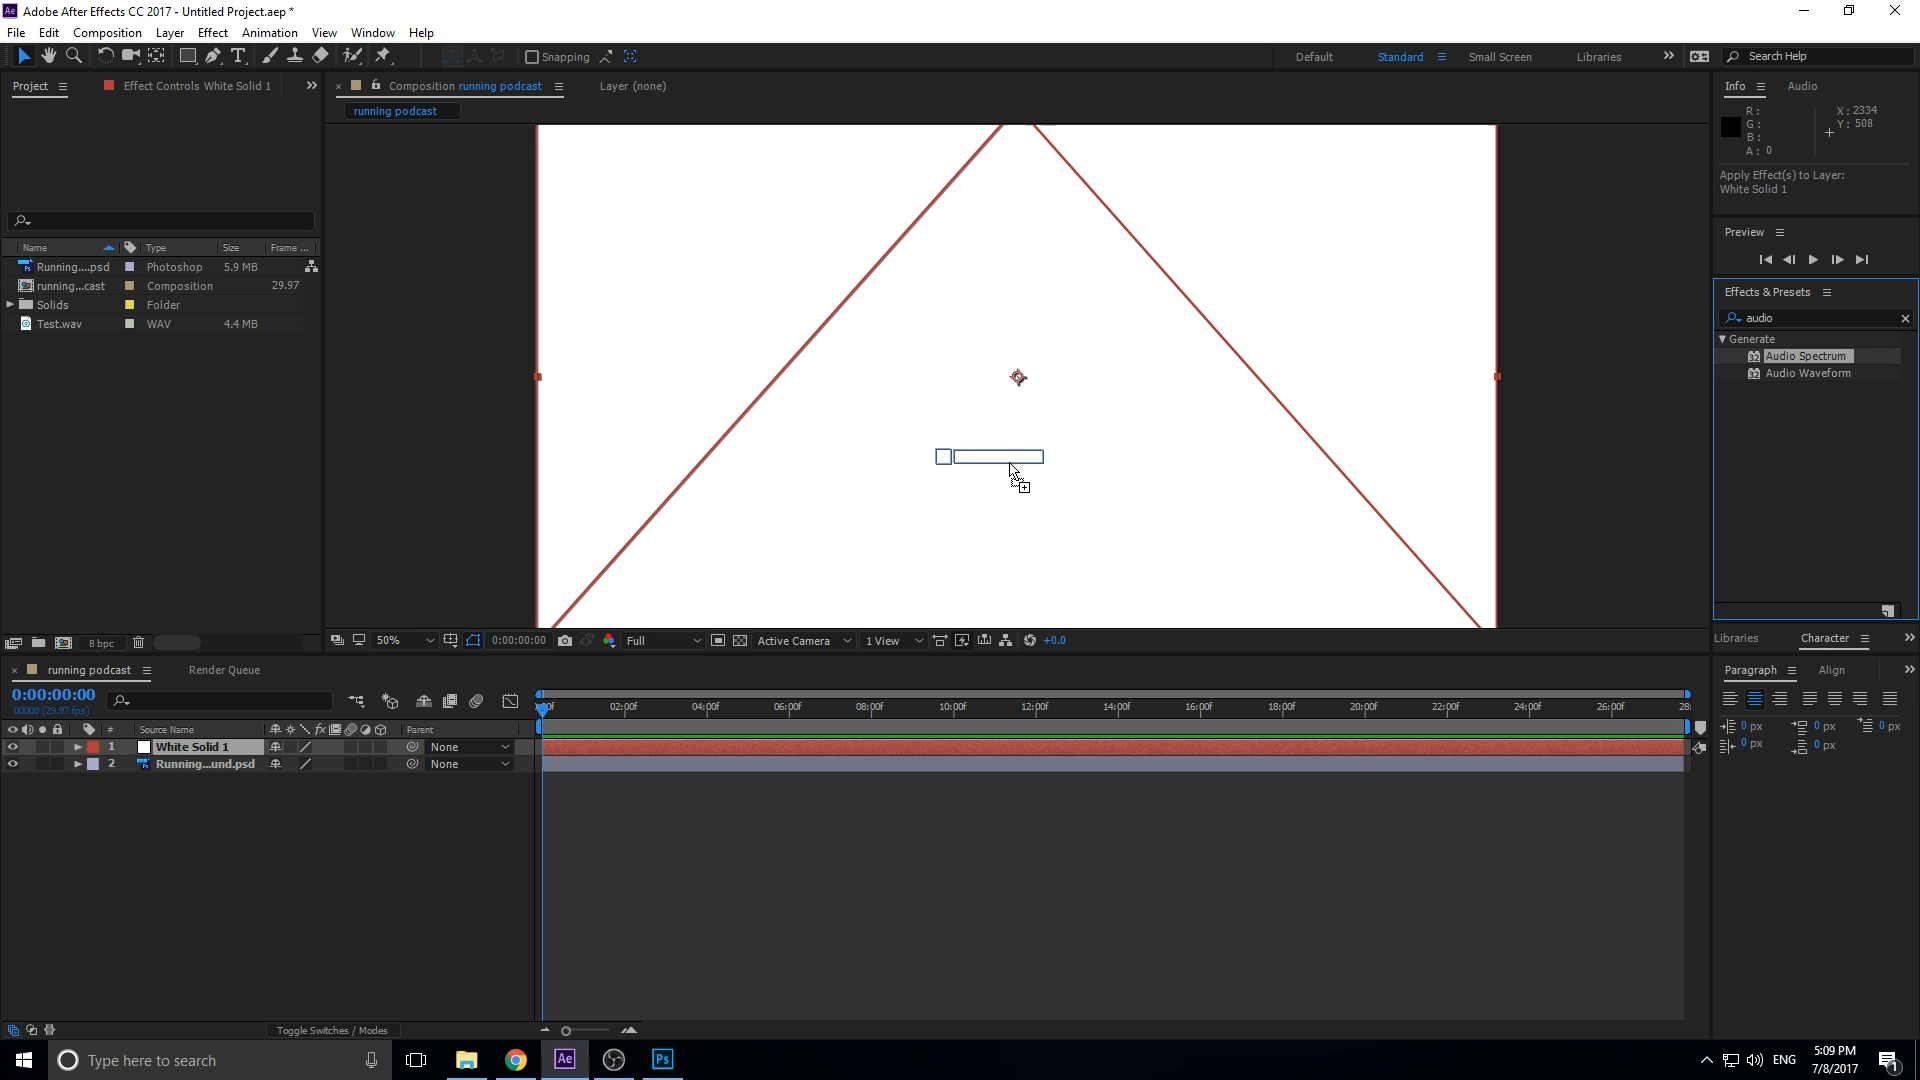 Ae Adobe After Effects CC 2017 - Untitled Project.aep *
File Edit Composition Layer Effect Animation View Window Help
T Snapping Default Standard Small Screen Libraries Search Help
Project Effect Controls White Solid 1
× Composition running podcast Layer (none)
running podcast
Info Audio
R:
G:
B:
A: 0
X: 2334
Y: 508
Apply Effect(s) to Layer:
White Solid 1
Preview
Effects & Presets
audio
Generate
32 Audio Spectrum
32 Audio Waveform
Name Type Size Frame ...
Running....psd Photoshop 5.9 MB
running...cast Composition 29.97
Solids Folder
Test.wav WAV 4.4 MB
8 bpc
50% 0:00:00:00 Full Active Camera 1 View +0.0
Libraries Character
Paragraph Align
0 px 0 px 0 px
0 px 0 px
× running podcast Render Queue
0:00:00:00
00000 (29.97 fps)
02:00f 04:00f 06:00f 08:00f 10:00f 12:00f 14:00f 16:00f 18:00f 20:00f 22:00f 24:00f 26:00f 28:
# Source Name fx Parent
1 White Solid 1 None
2 Running...und.psd None
Toggle Switches / Modes
Type here to search Ae Ps ENG
5:09 PM
7/8/2017
1